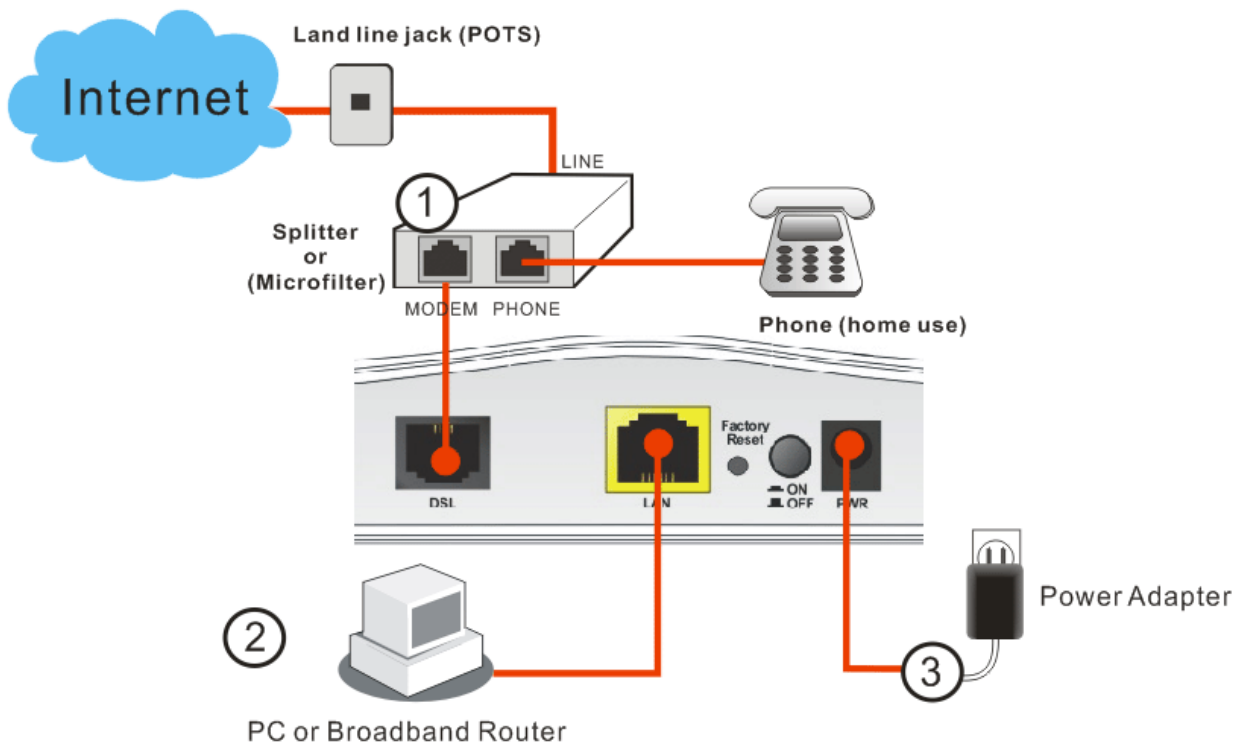 Land line jack (POTS)
Internet
LINE
1
Splitter
or
(Microfilter)
MODEM PHONE
Phone (home use)
Factory
Reset
ON
OFF
DSL
LAN
PWR
2
Power Adapter
3
PC or Broadband Router